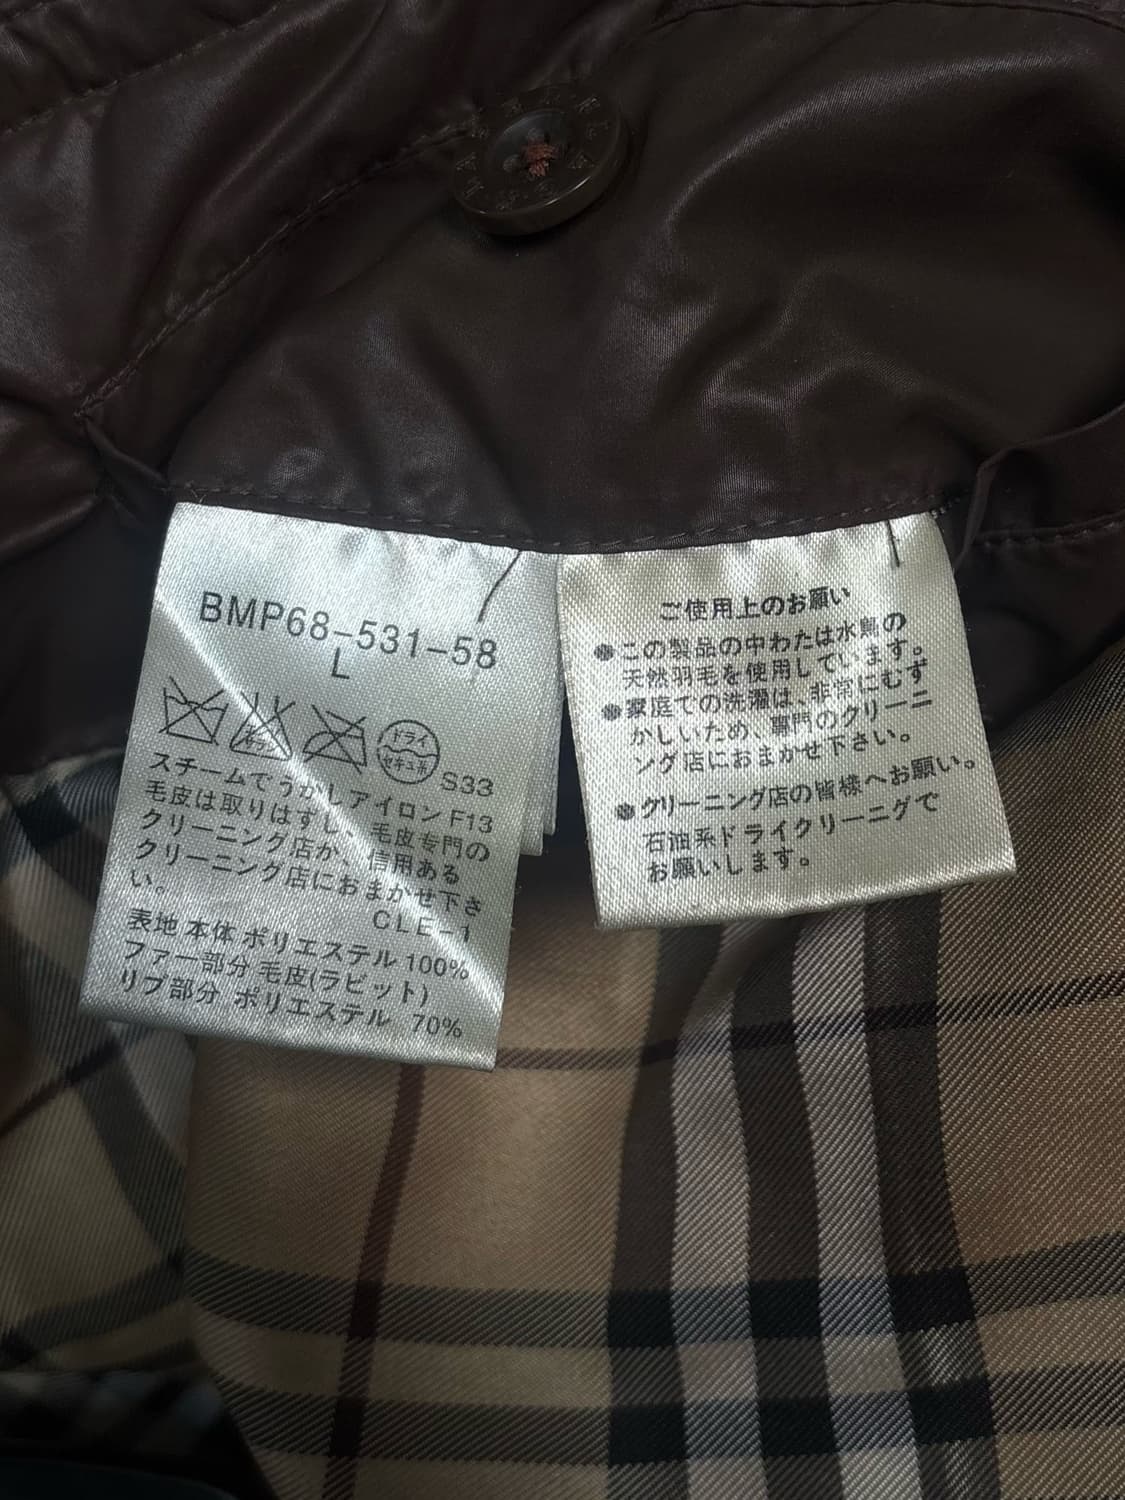 BMP68-531-58
L
ドライ
セキユ系
S33
スチームでうかしアイロン F13
毛皮は取りはずし、毛皮専門の
クリーニング店か、信用ある
クリーニング店におまかせ下さ
い。
CLE-1
表地 本体 ポリエステル 100%
ファー部分 毛皮(ラビット)
リブ部分 ポリエステル 70%
ご使用上のお願い
●この製品の中わたは水鳥の
天然羽毛を使用しています。
●家庭での洗濯は、非常にむず
かしいため、専門のクリーニ
ング店におまかせ下さい。
●クリーニング店の皆様へお願い。
石油系ドライクリーニングで
お願いします。